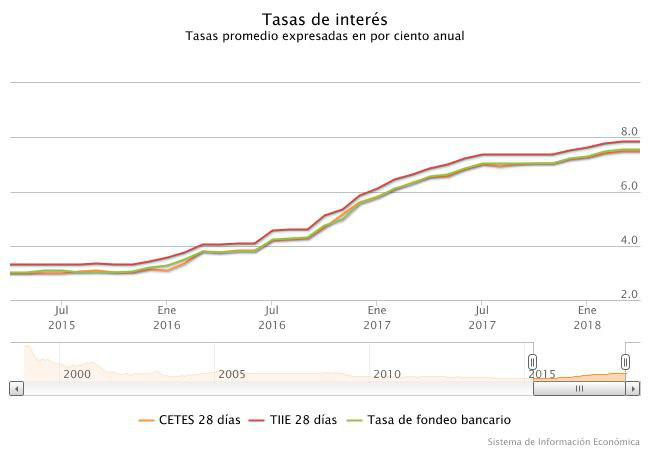 Tasas de interés
Tasas promedio expresadas en por ciento anual
8.0
6.0
4.0
2.0
Jul Ene Jul Ene Jul Ene
2015 2016 2016 2017 2017 2018
2000 2005 2010 2015
CETES 28 días TIIE 28 días Tasa de fondeo bancario
Sistema de Información Económica